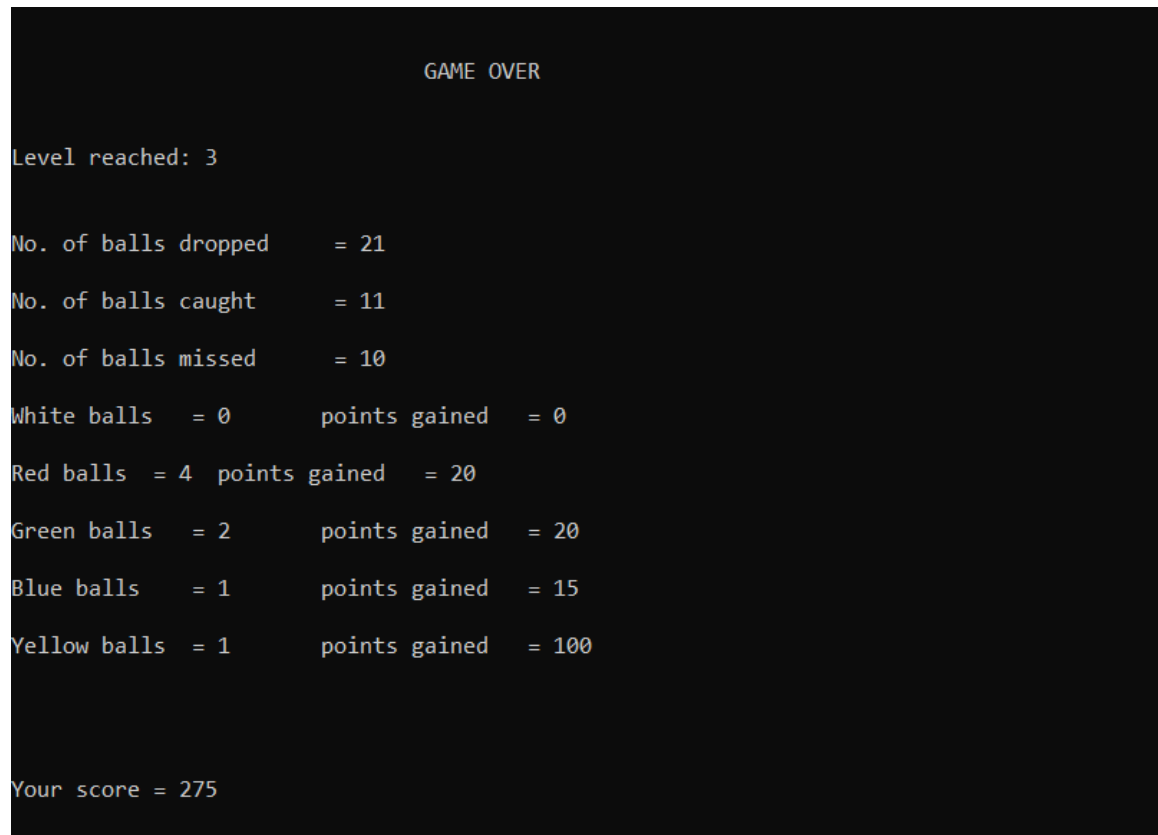 GAME OVER
Level reached: 3
No. of balls dropped     = 21
No. of balls caught      = 11
No. of balls missed      = 10
White balls   = 0       points gained   = 0
Red balls  = 4  points gained   = 20
Green balls   = 2       points gained   = 20
Blue balls    = 1       points gained   = 15
Yellow balls  = 1       points gained   = 100
Your score = 275